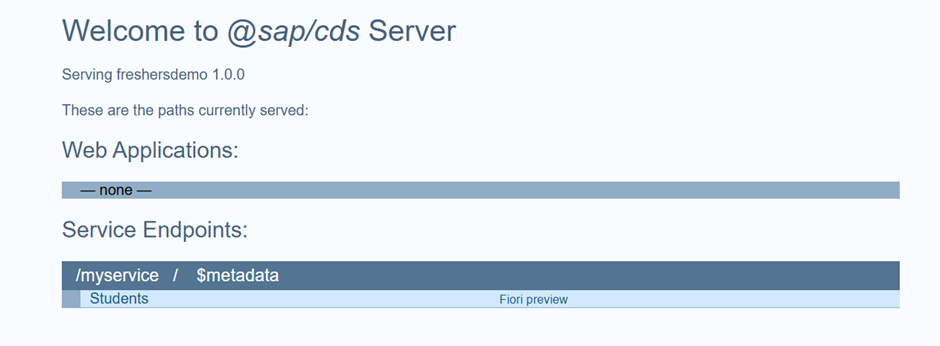 Welcome to @sap/cds Server
Serving freshersdemo 1.0.0
These are the paths currently served:
Web Applications:
— none —
Service Endpoints:
/myservice / $metadata
Students Fiori preview